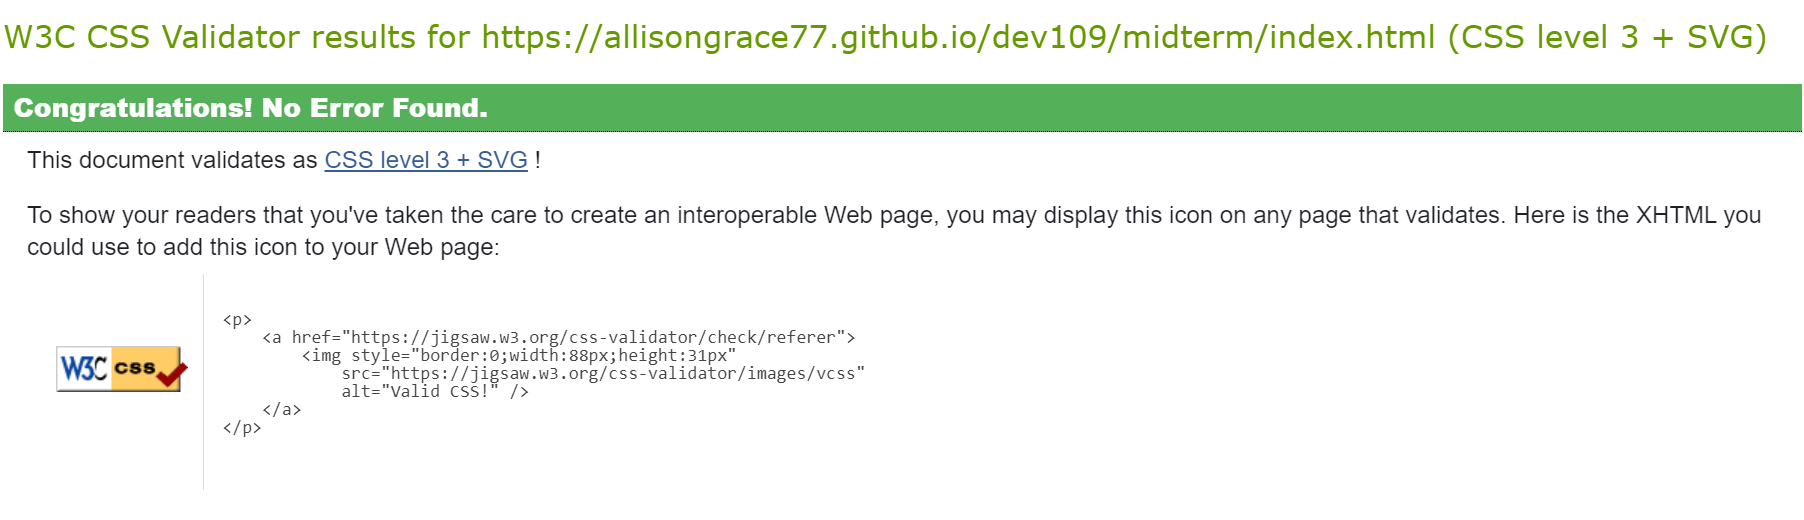 W3C CSS Validator results for https://allisongrace77.github.io/dev109/midterm/index.html (CSS level 3 + SVG)
Congratulations! No Error Found.
This document validates as CSS level 3 + SVG !
To show your readers that you've taken the care to create an interoperable Web page, you may display this icon on any page that validates. Here is the XHTML you
could use to add this icon to your Web page:
W3C css
<p>
    <a href="https://jigsaw.w3.org/css-validator/check/referer">
        <img style="border:0;width:88px;height:31px"
            src="https://jigsaw.w3.org/css-validator/images/vcss"
            alt="Valid CSS!" />
    </a>
</p>